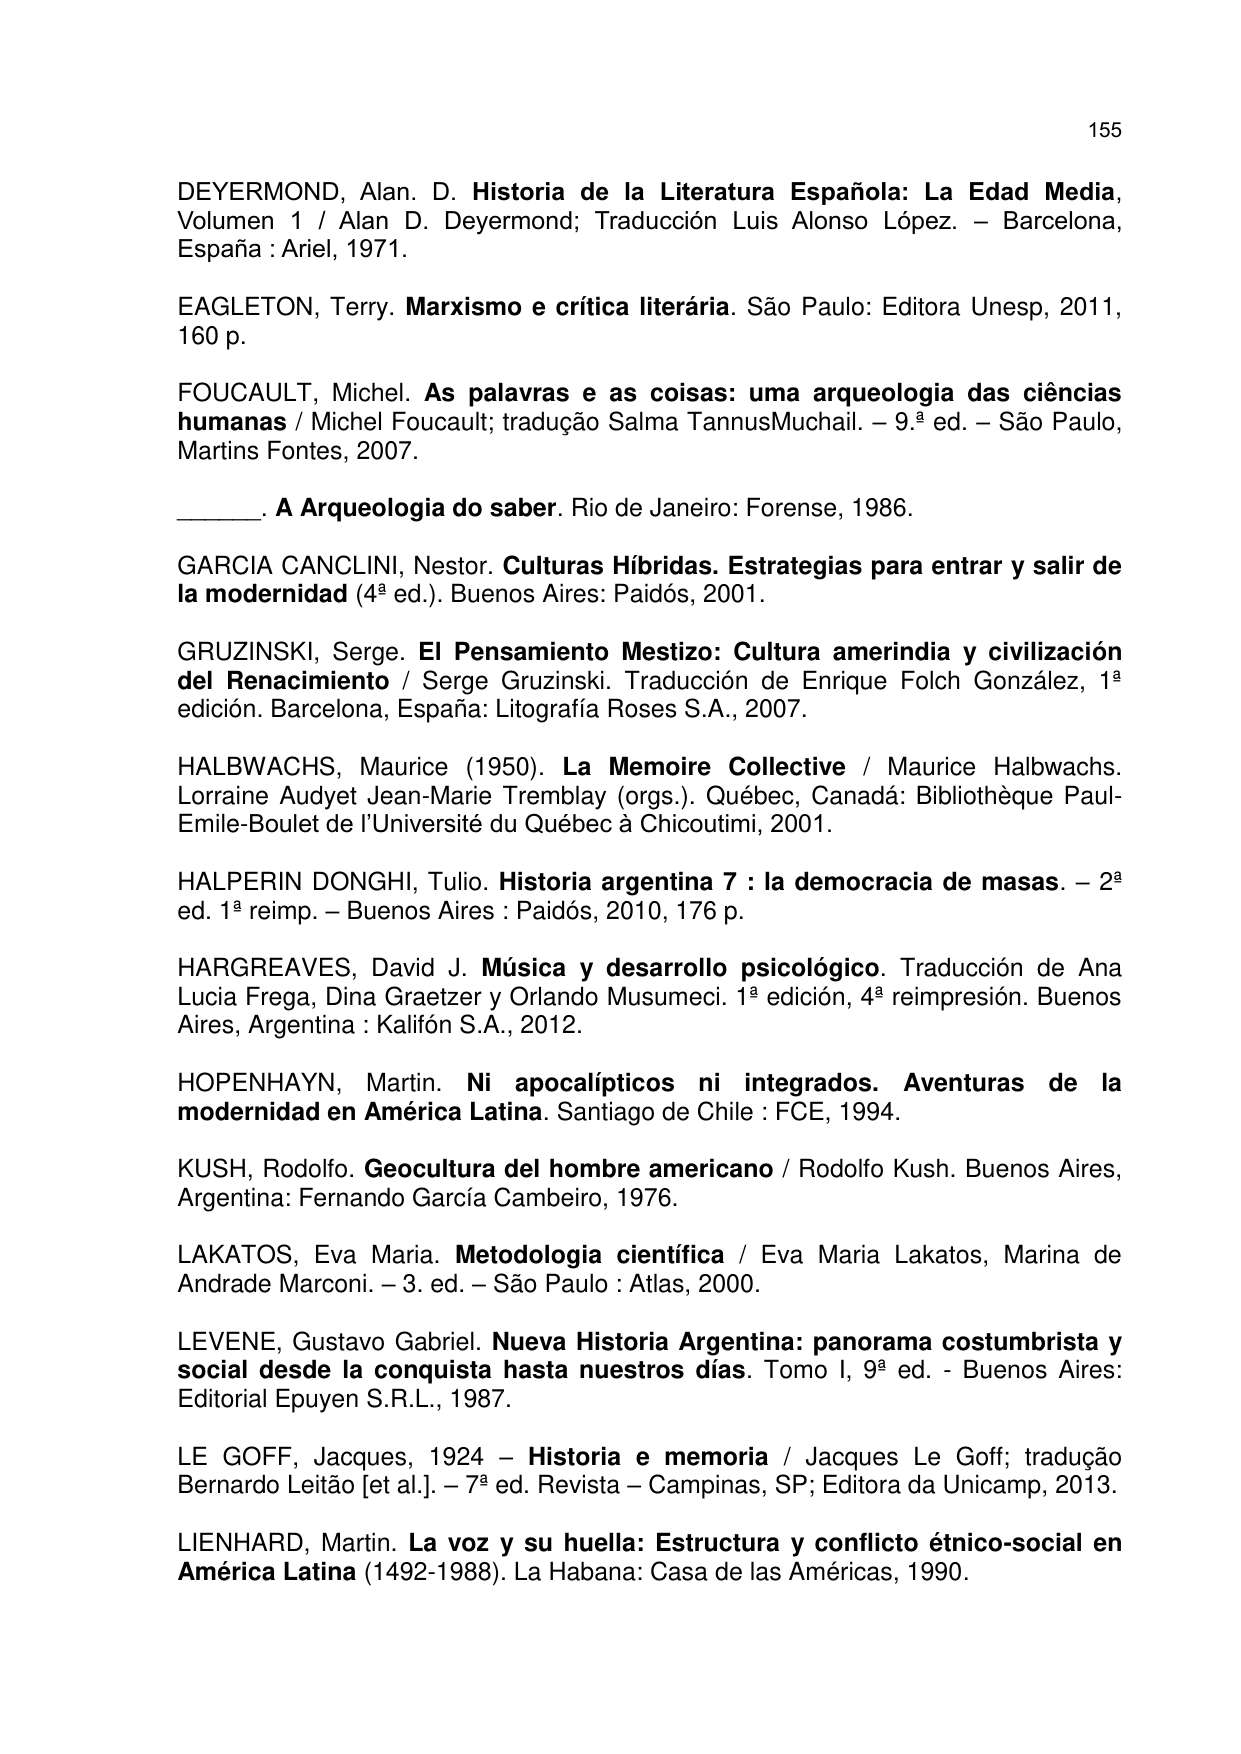 155
DEYERMOND, Alan. D. Historia de la Literatura Española: La Edad Media,
Volumen 1 / Alan D. Deyermond; Traducción Luis Alonso López. – Barcelona,
España : Ariel, 1971.
EAGLETON, Terry. Marxismo e crítica literária. São Paulo: Editora Unesp, 2011,
160 p.
FOUCAULT, Michel. As palavras e as coisas: uma arqueologia das ciências
humanas / Michel Foucault; tradução Salma TannusMuchail. – 9.ª ed. – São Paulo,
Martins Fontes, 2007.
______. A Arqueologia do saber. Rio de Janeiro: Forense, 1986.
GARCIA CANCLINI, Nestor. Culturas Híbridas. Estrategias para entrar y salir de
la modernidad (4ª ed.). Buenos Aires: Paidós, 2001.
GRUZINSKI, Serge. El Pensamiento Mestizo: Cultura amerindia y civilización
del Renacimiento / Serge Gruzinski. Traducción de Enrique Folch González, 1ª
edición. Barcelona, España: Litografía Roses S.A., 2007.
HALBWACHS, Maurice (1950). La Memoire Collective / Maurice Halbwachs.
Lorraine Audyet Jean-Marie Tremblay (orgs.). Québec, Canadá: Bibliothèque Paul-
Emile-Boulet de l’Université du Québec à Chicoutimi, 2001.
HALPERIN DONGHI, Tulio. Historia argentina 7 : la democracia de masas. – 2ª
ed. 1ª reimp. – Buenos Aires : Paidós, 2010, 176 p.
HARGREAVES, David J. Música y desarrollo psicológico. Traducción de Ana
Lucia Frega, Dina Graetzer y Orlando Musumeci. 1ª edición, 4ª reimpresión. Buenos
Aires, Argentina : Kalifón S.A., 2012.
HOPENHAYN, Martin. Ni apocalípticos ni integrados. Aventuras de la
modernidad en América Latina. Santiago de Chile : FCE, 1994.
KUSH, Rodolfo. Geocultura del hombre americano / Rodolfo Kush. Buenos Aires,
Argentina: Fernando García Cambeiro, 1976.
LAKATOS, Eva Maria. Metodologia científica / Eva Maria Lakatos, Marina de
Andrade Marconi. – 3. ed. – São Paulo : Atlas, 2000.
LEVENE, Gustavo Gabriel. Nueva Historia Argentina: panorama costumbrista y
social desde la conquista hasta nuestros días. Tomo I, 9ª ed. - Buenos Aires:
Editorial Epuyen S.R.L., 1987.
LE GOFF, Jacques, 1924 – Historia e memoria / Jacques Le Goff; tradução
Bernardo Leitão [et al.]. – 7ª ed. Revista – Campinas, SP; Editora da Unicamp, 2013.
LIENHARD, Martin. La voz y su huella: Estructura y conflicto étnico-social en
América Latina (1492-1988). La Habana: Casa de las Américas, 1990.